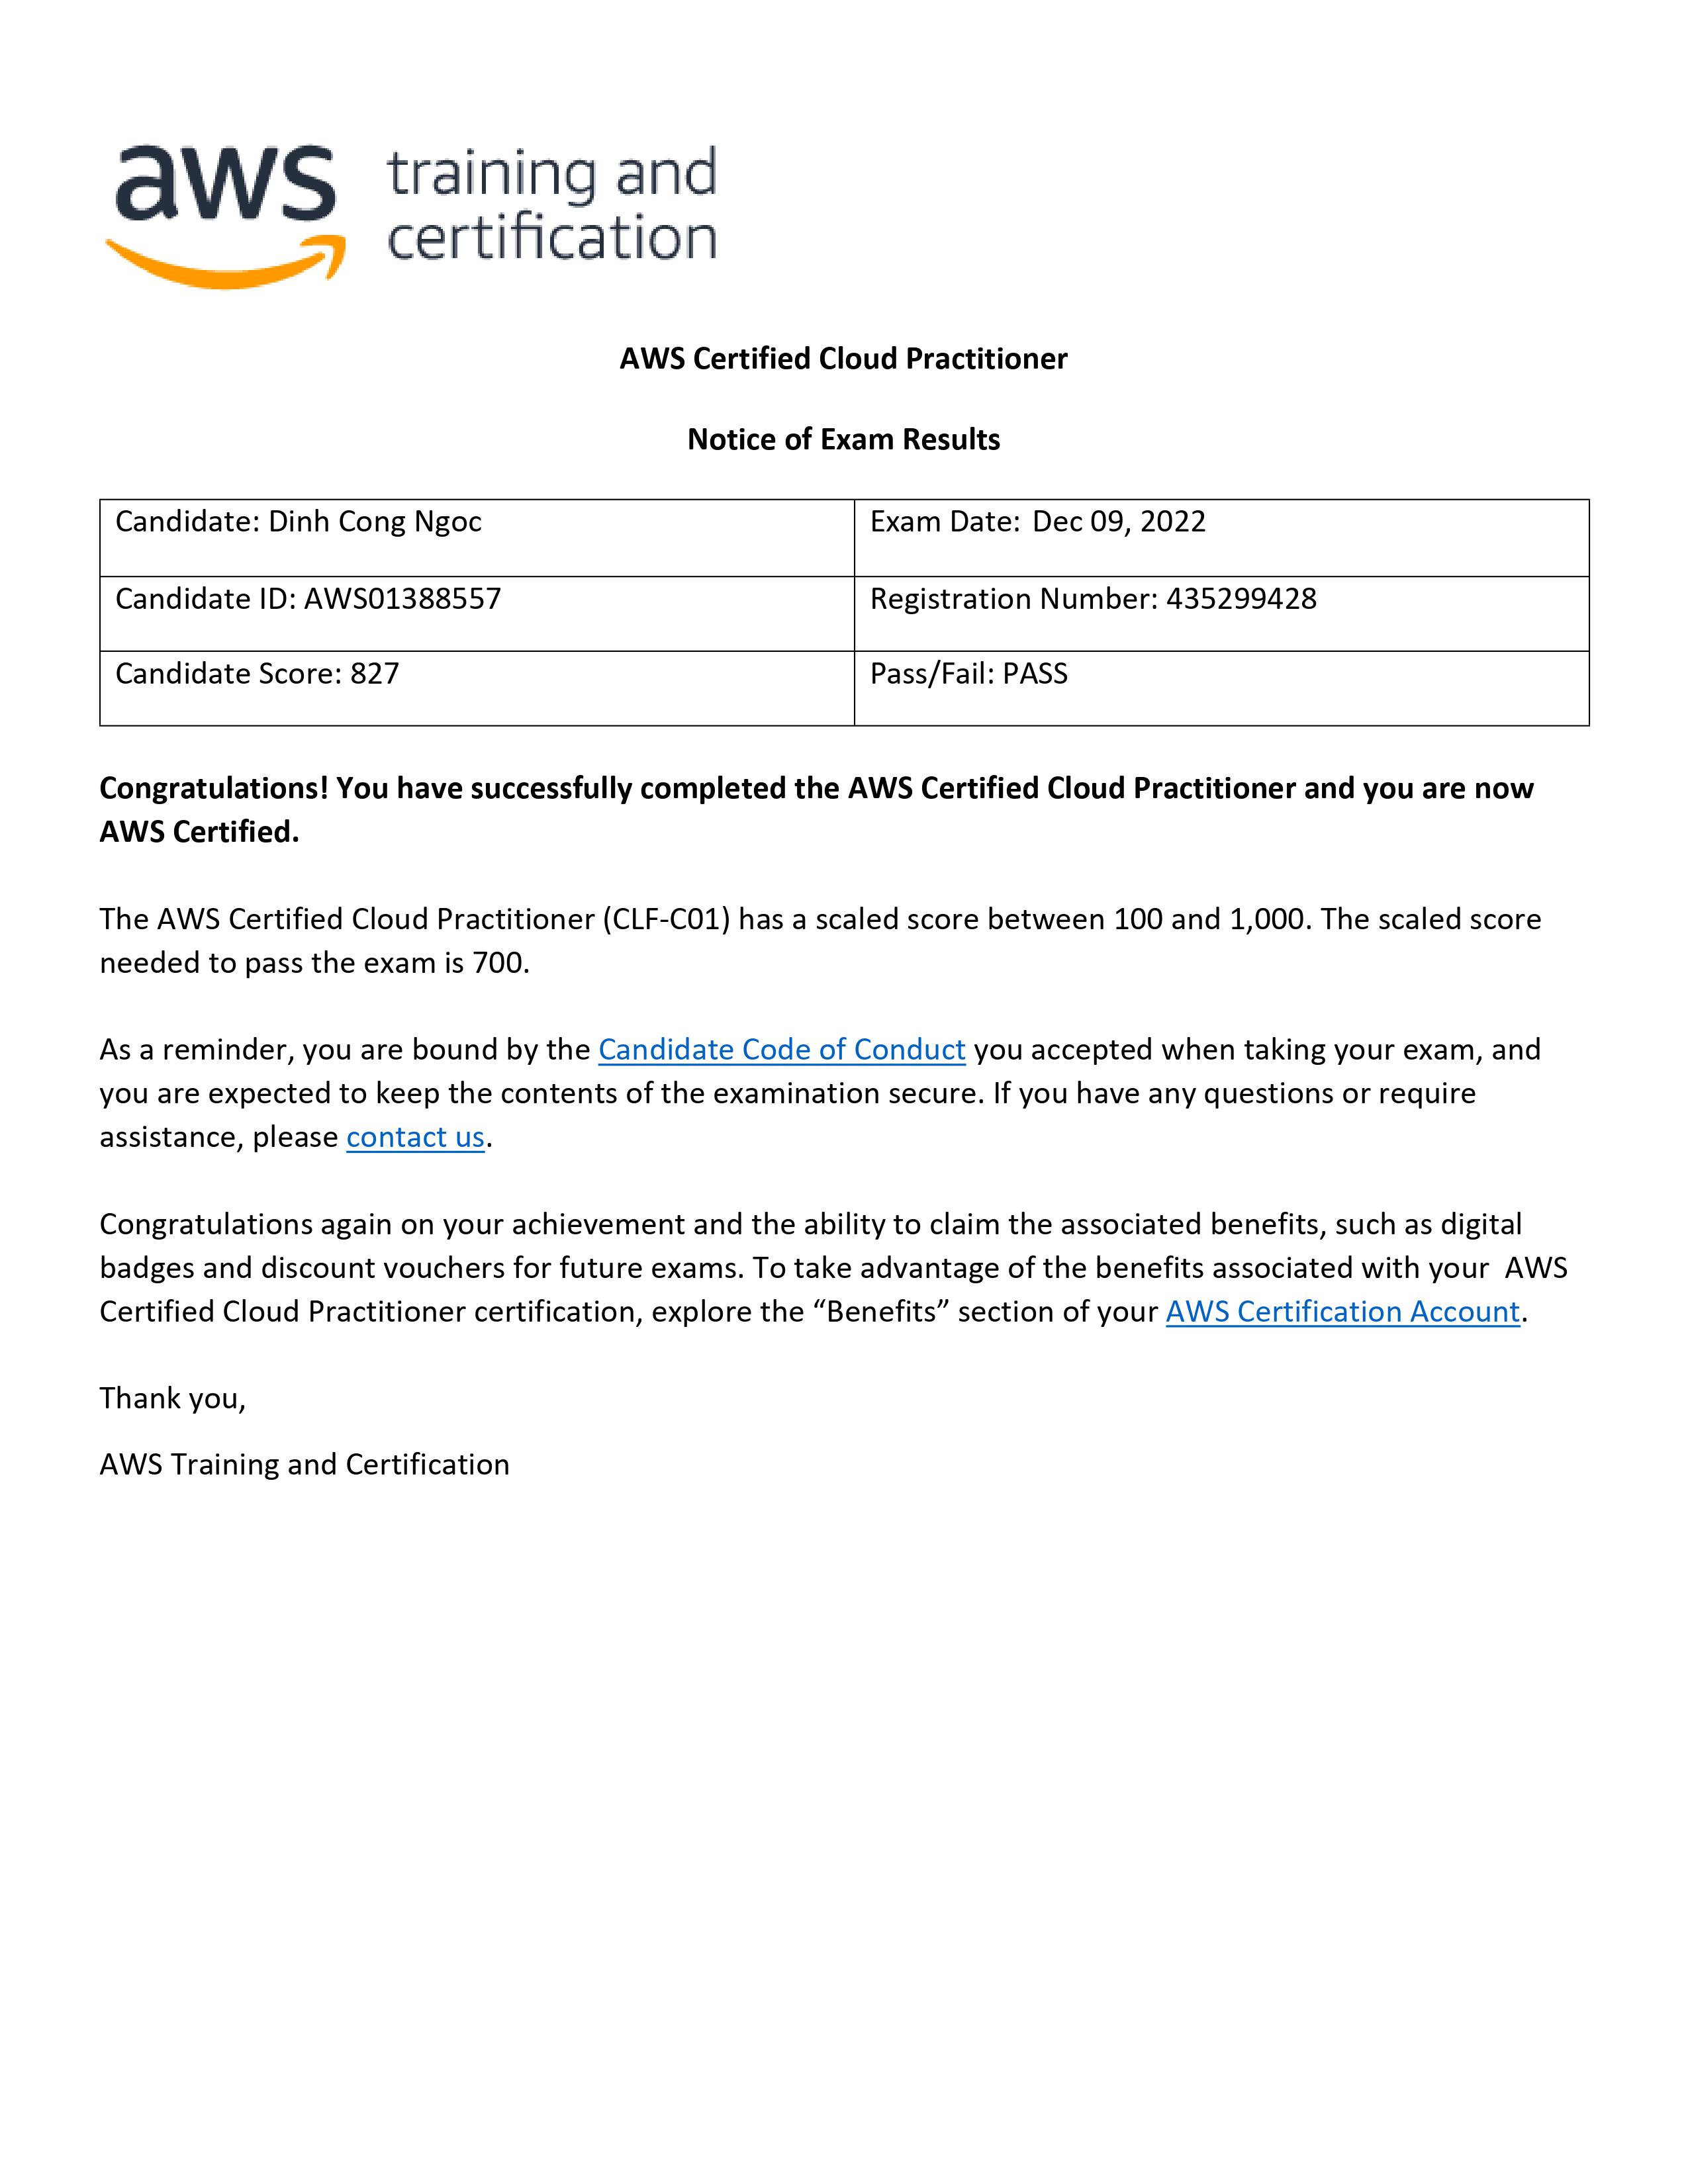 aws training and
certification
AWS Certified Cloud Practitioner
Notice of Exam Results
Candidate: Dinh Cong Ngoc
Exam Date: Dec 09, 2022
Candidate ID: AWS01388557
Registration Number: 435299428
Candidate Score: 827
Pass/Fail: PASS
Congratulations! You have successfully completed the AWS Certified Cloud Practitioner and you are now
AWS Certified.
The AWS Certified Cloud Practitioner (CLF-C01) has a scaled score between 100 and 1,000. The scaled score
needed to pass the exam is 700.
As a reminder, you are bound by the Candidate Code of Conduct you accepted when taking your exam, and
you are expected to keep the contents of the examination secure. If you have any questions or require
assistance, please contact us.
Congratulations again on your achievement and the ability to claim the associated benefits, such as digital
badges and discount vouchers for future exams. To take advantage of the benefits associated with your  AWS
Certified Cloud Practitioner certification, explore the “Benefits” section of your AWS Certification Account.
Thank you,
AWS Training and Certification